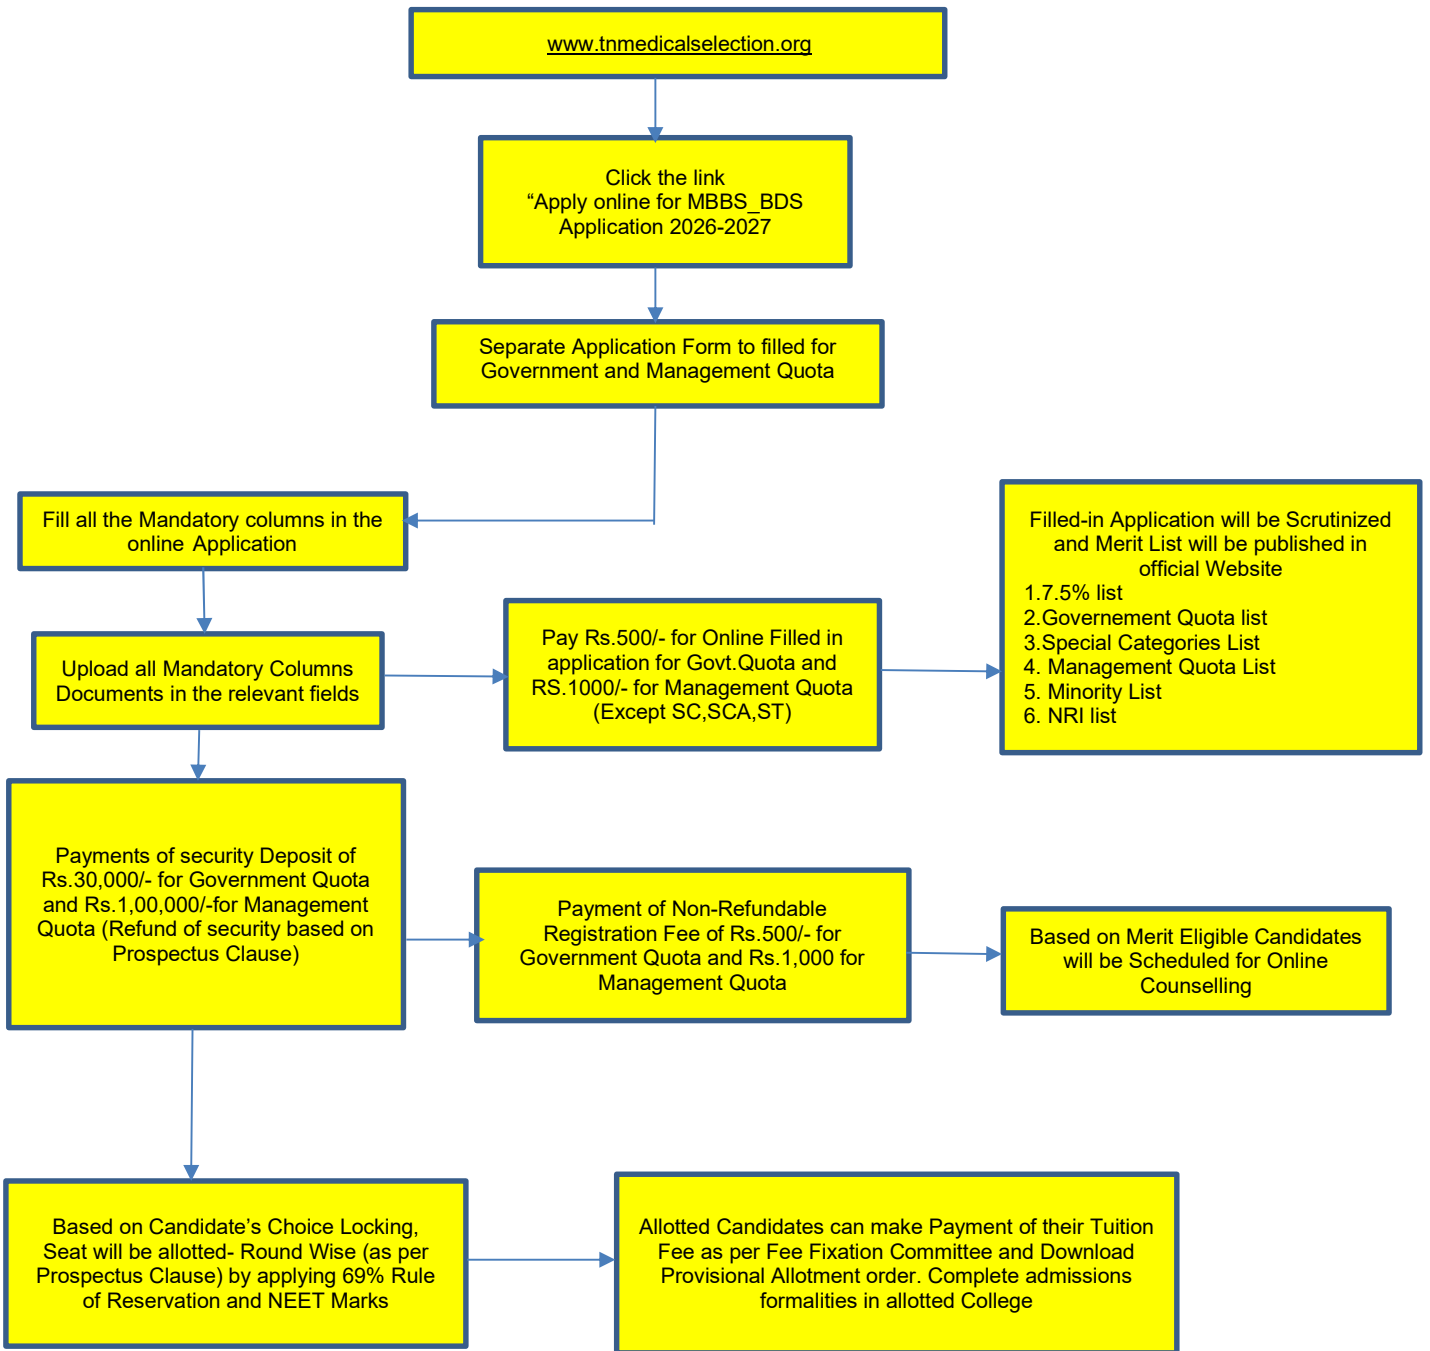 www.tnmedicalselection.org
Click the link
“Apply online for MBBS_BDS
Application 2026-2027
Separate Application Form to filled for
Government and Management Quota
Fill all the Mandatory columns in the
online Application
Upload all Mandatory Columns
Documents in the relevant fields
Pay Rs.500/- for Online Filled in
application for Govt.Quota and
RS.1000/- for Management Quota
(Except SC,SCA,ST)
Filled-in Application will be Scrutinized
and Merit List will be published in
official Website
1.7.5% list
2.Governement Quota list
3.Special Categories List
4. Management Quota List
5. Minority List
6. NRI list
Payments of security Deposit of
Rs.30,000/- for Government Quota
and Rs.1,00,000/-for Management
Quota (Refund of security based on
Prospectus Clause)
Payment of Non-Refundable
Registration Fee of Rs.500/- for
Government Quota and Rs.1,000 for
Management Quota
Based on Merit Eligible Candidates
will be Scheduled for Online
Counselling
Based on Candidate’s Choice Locking,
Seat will be allotted- Round Wise (as per
Prospectus Clause) by applying 69% Rule
of Reservation and NEET Marks
Allotted Candidates can make Payment of their Tuition
Fee as per Fee Fixation Committee and Download
Provisional Allotment order. Complete admissions
formalities in allotted College